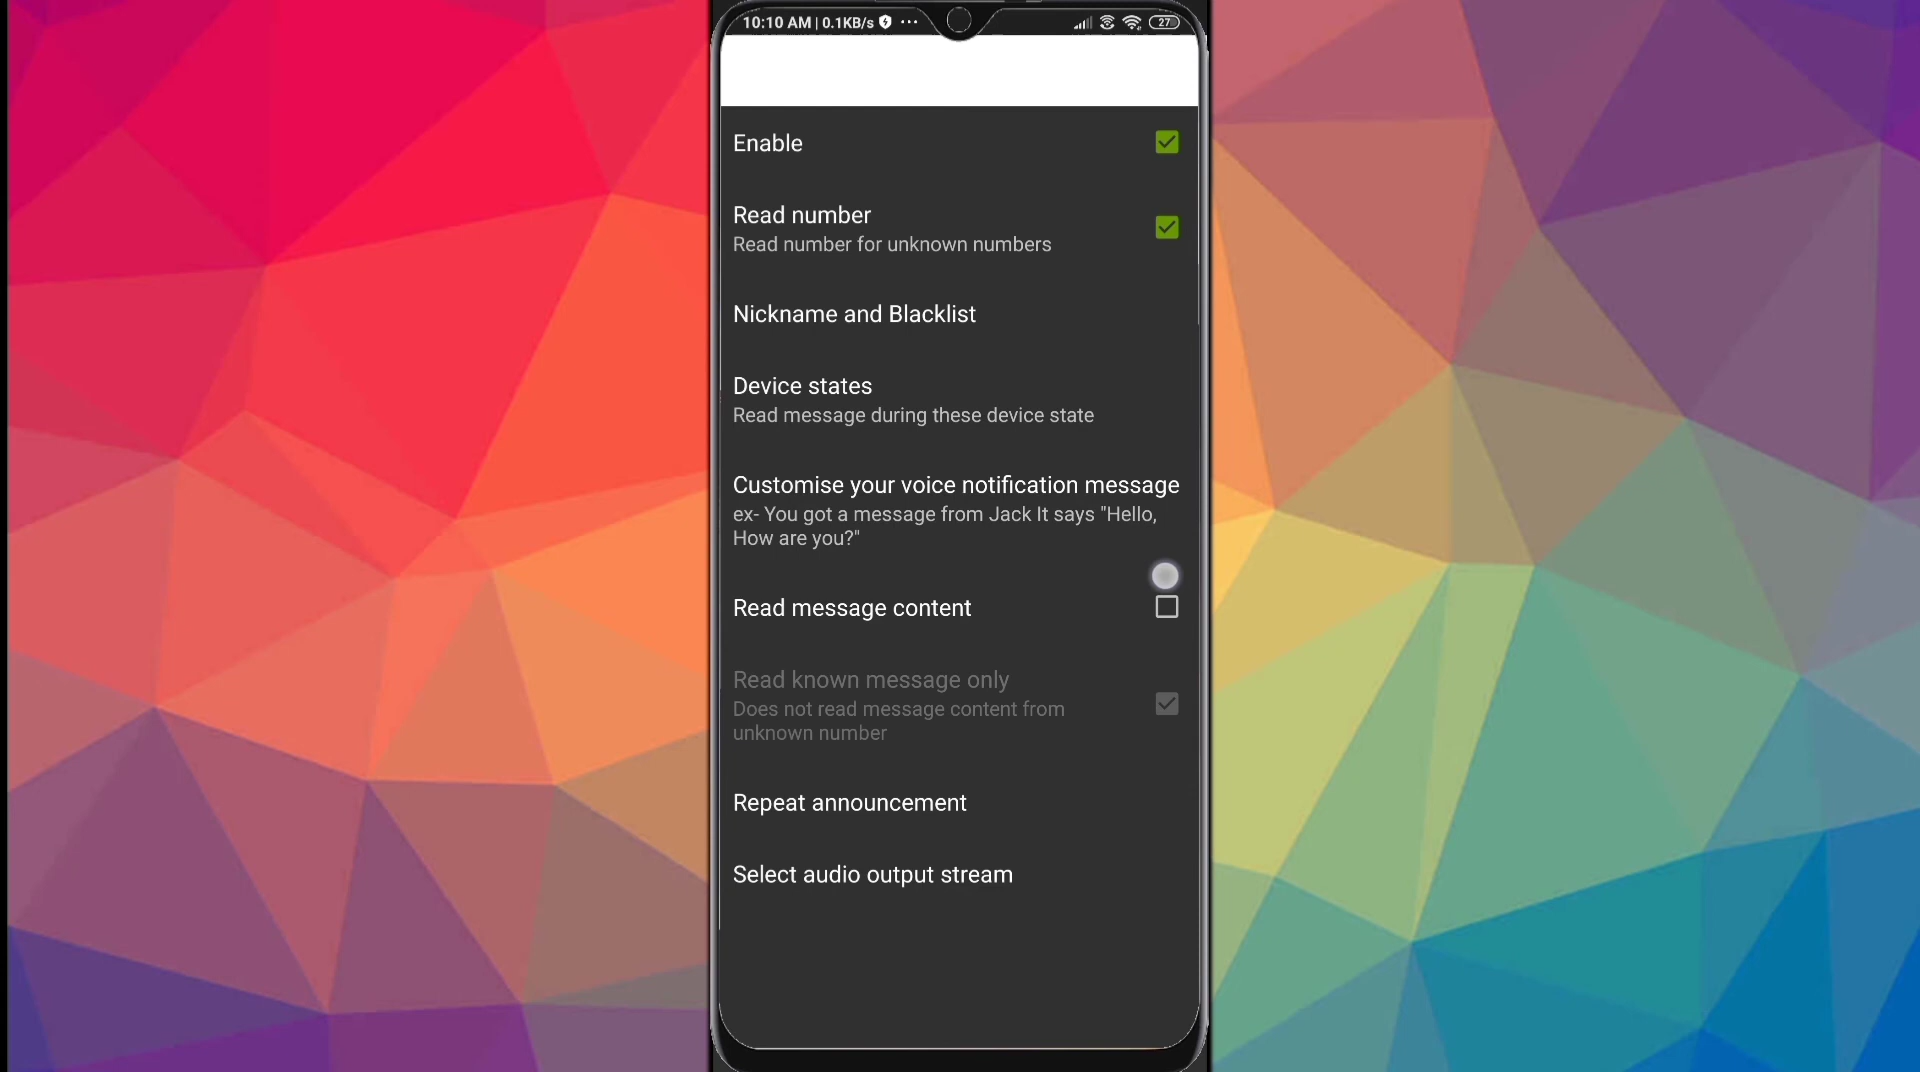 10:10 AM | 0.1KB/s ... 27
Enable
Read number
Read number for unknown numbers
Nickname and Blacklist
Device states
Read message during these device state
Customise your voice notification message
ex- You got a message from Jack It says "Hello,
How are you?"
Read message content
Read known message only
Does not read message content from
unknown number
Repeat announcement
Select audio output stream